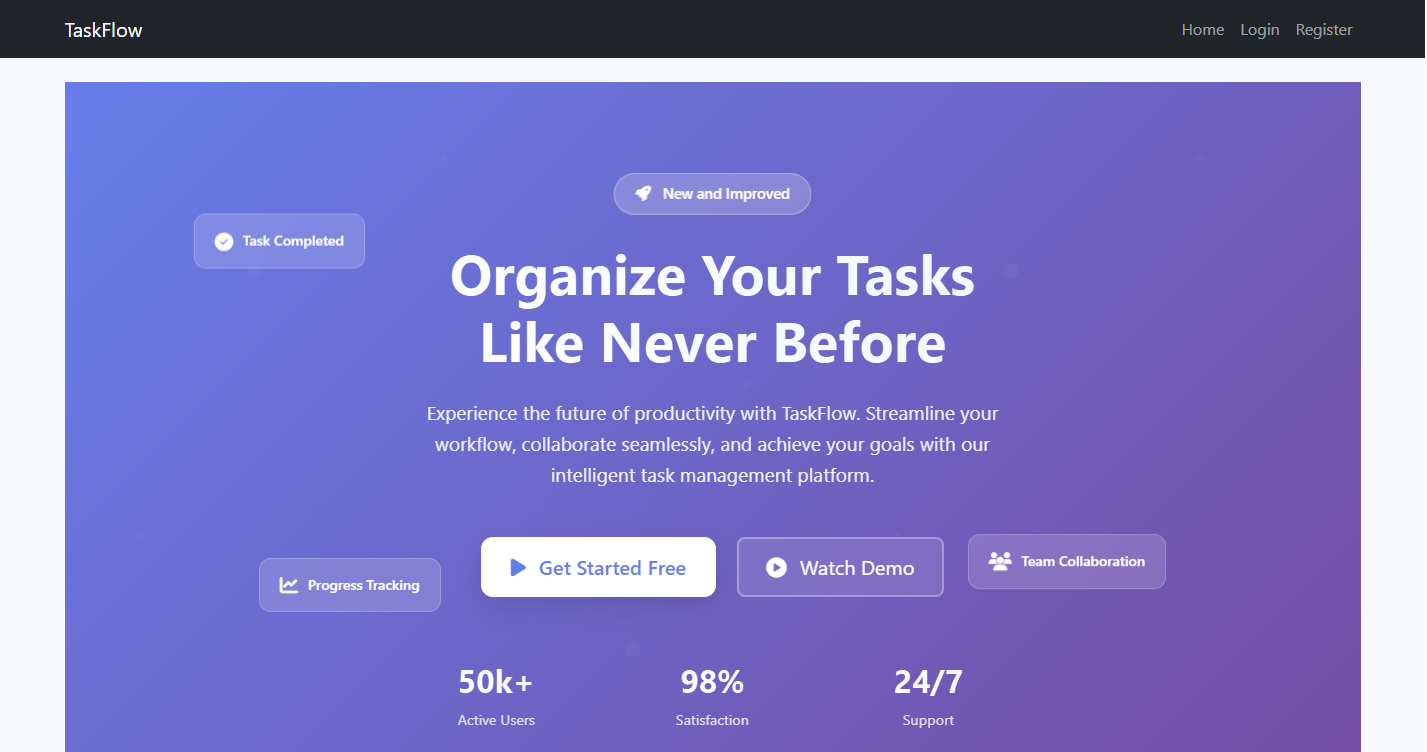 TaskFlow
Home Login Register
New and Improved
Task Completed
Organize Your Tasks
Like Never Before
Experience the future of productivity with TaskFlow. Streamline your
workflow, collaborate seamlessly, and achieve your goals with our
intelligent task management platform.
Get Started Free
Watch Demo
Team Collaboration
Progress Tracking
50k+
Active Users
98%
Satisfaction
24/7
Support